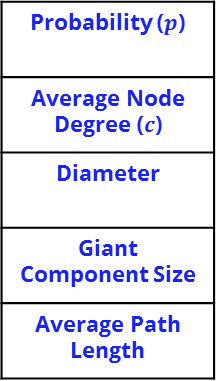 Probability (p)
Average Node
Degree (c)
Diameter
Giant
Component Size
Average Path
Length